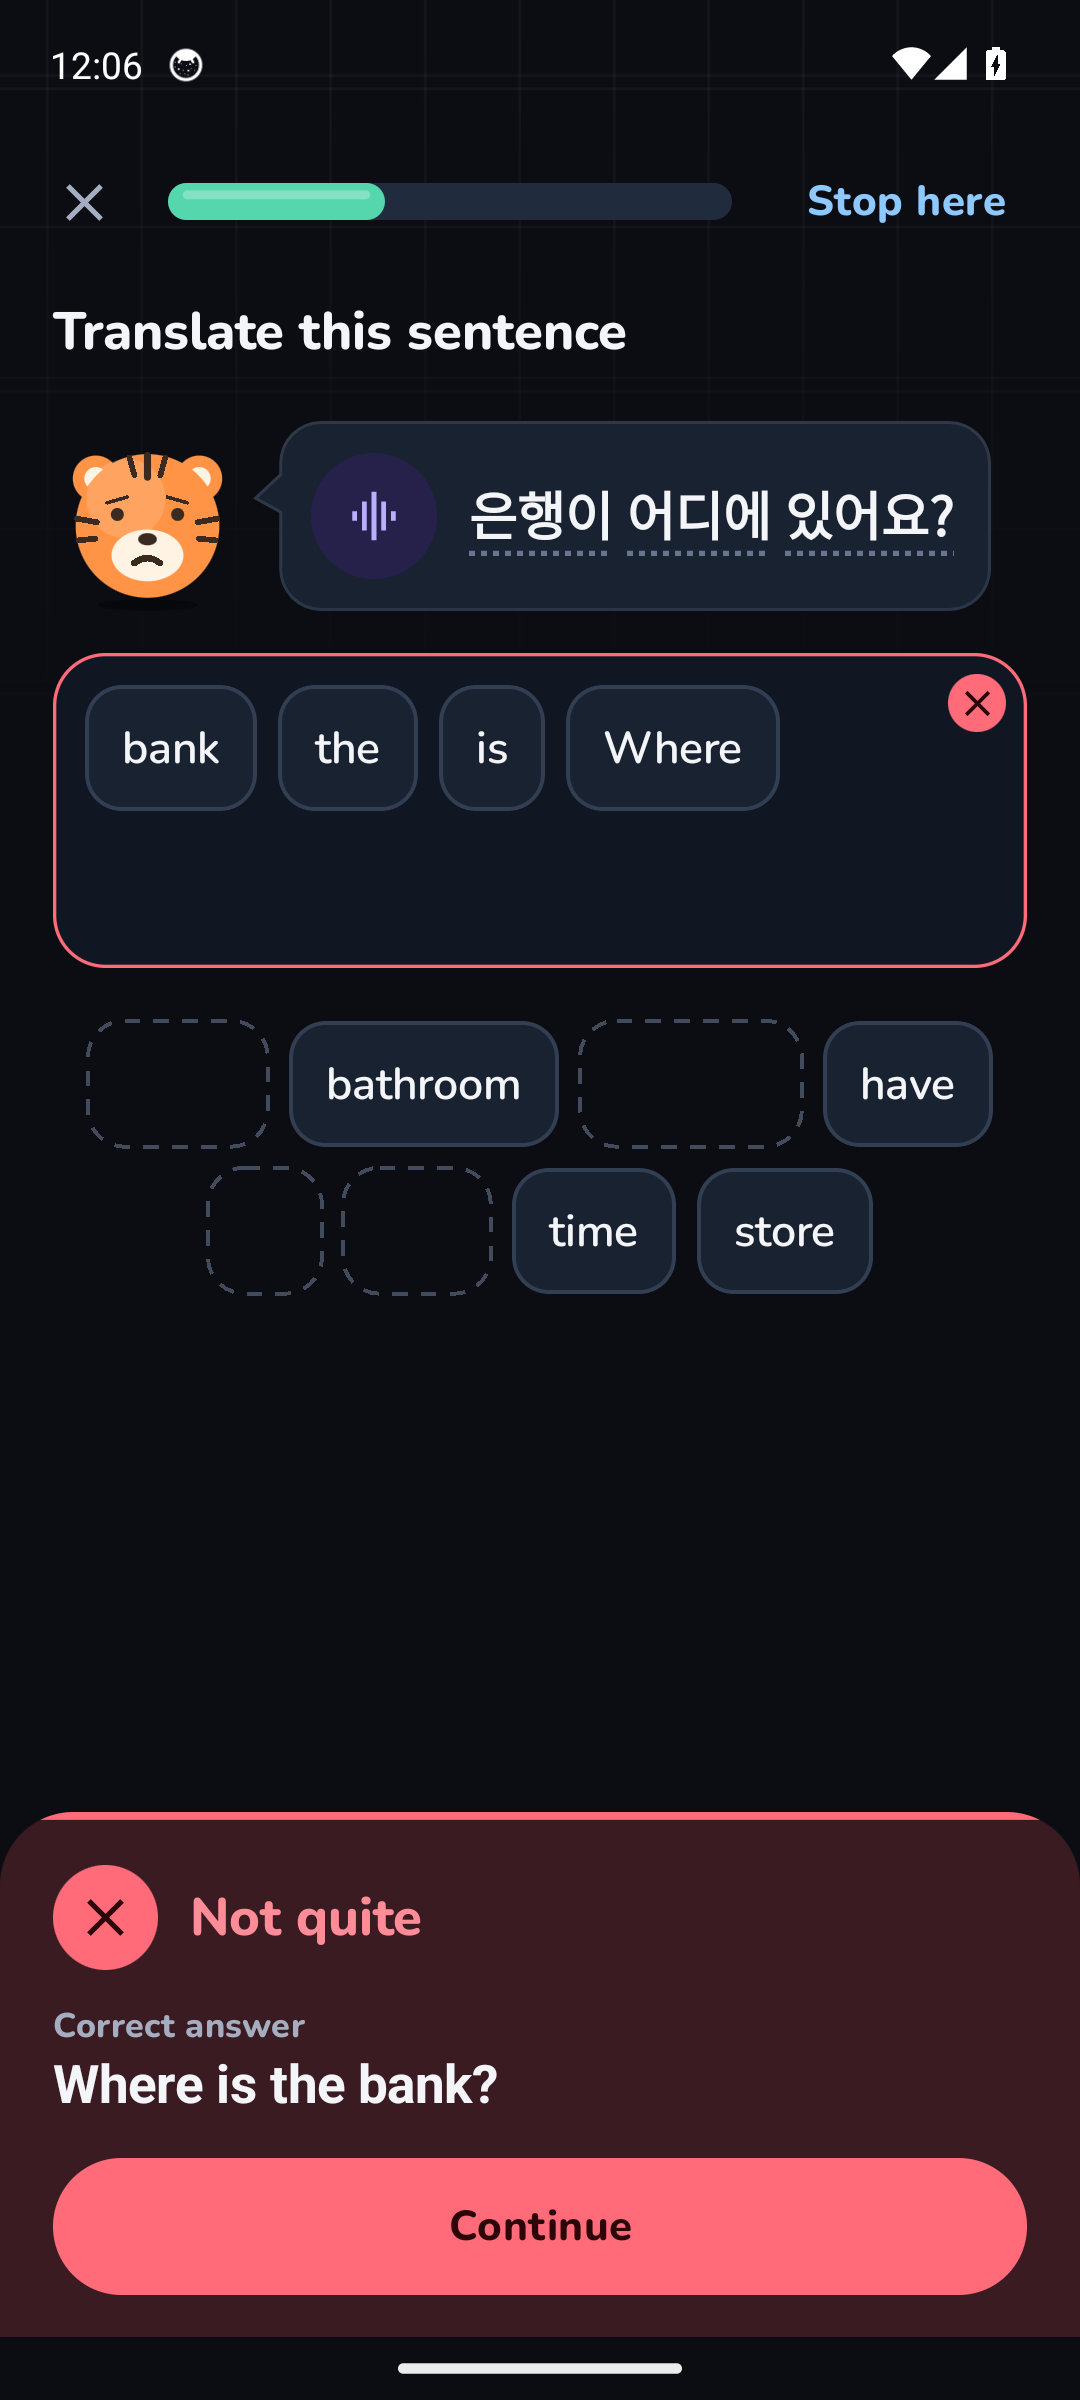 12:06
Stop here
Translate this sentence
은행이 어디에 있어요?
bank the is Where
bathroom have
time store
Not quite
Correct answer
Where is the bank?
Continue